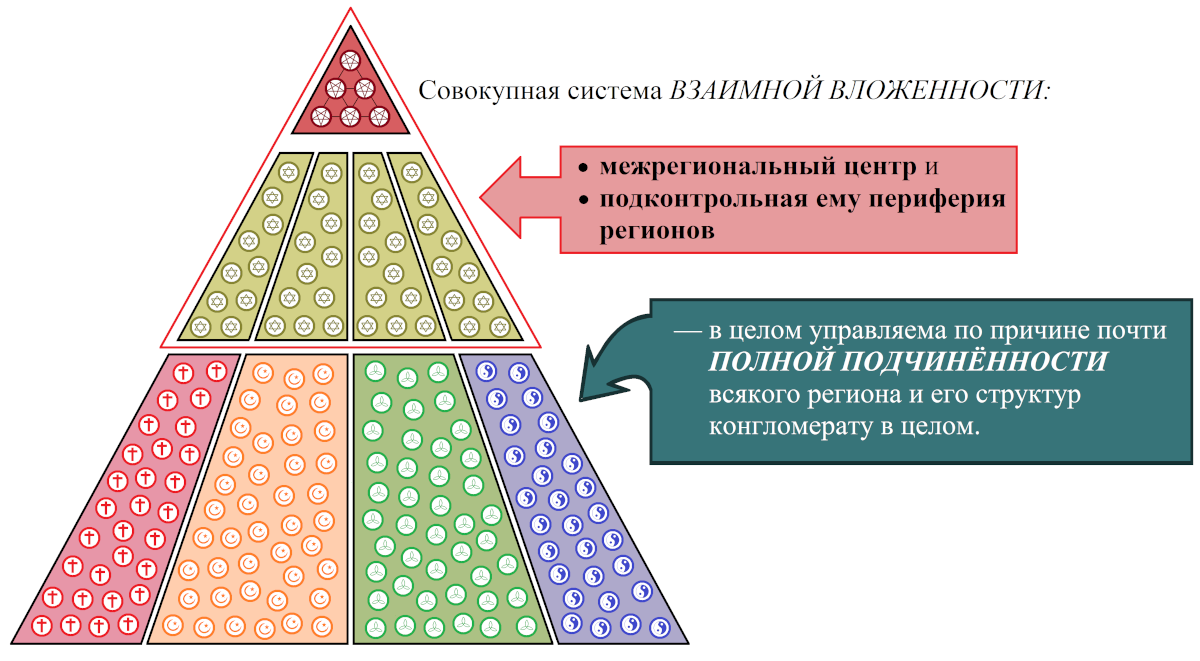 Совокупная система ВЗАИМНОЙ ВЛОЖЕННОСТИ:
• межрегиональный центр и
• подконтрольная ему периферия
регионов
— в целом управляема по причине почти
ПОЛНОЙ ПОДЧИНЁННОСТИ
всякого региона и его структур
конгломерату в целом.